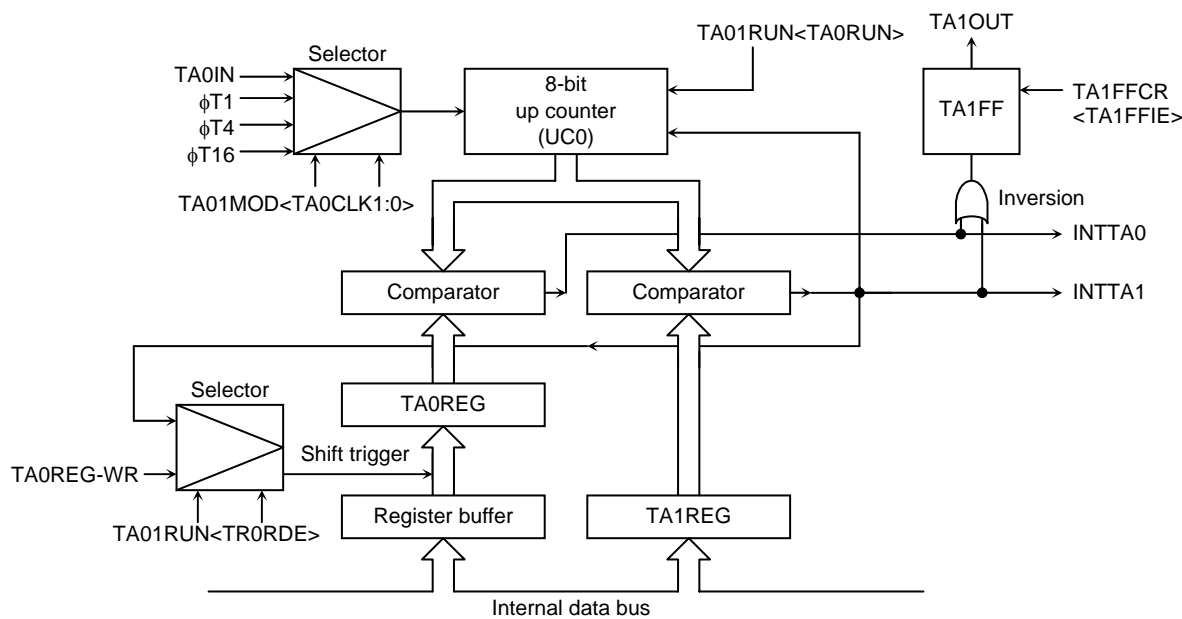 TA01RUN<TA0RUN>
TA1OUT
Selector
TA0IN
ϕT1
ϕT4
ϕT16
8-bit
up counter
(UC0)
TA1FF
TA1FFCR
<TA1FFIE>
TA01MOD<TA0CLK1:0>
Inversion
INTTA0
Comparator
Comparator
INTTA1
Selector
TA0REG
Shift trigger
TA0REG-WR
Register buffer
TA1REG
TA01RUN<TR0RDE>
Internal data bus